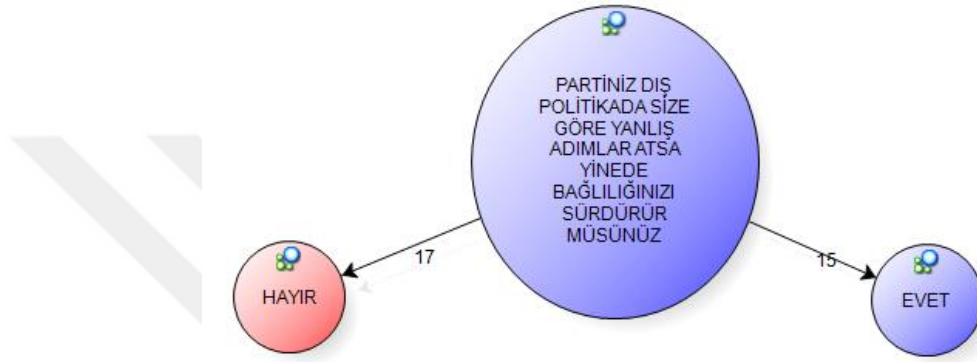 PARTİNİZ DIŞ
POLİTİKADA SİZE
GÖRE YANLIŞ
ADIMLAR ATSA
YİNEDE
BAĞLILIĞINIZI
SÜRDÜRÜR
MÜSÜNÜZ
17
15
HAYIR
EVET